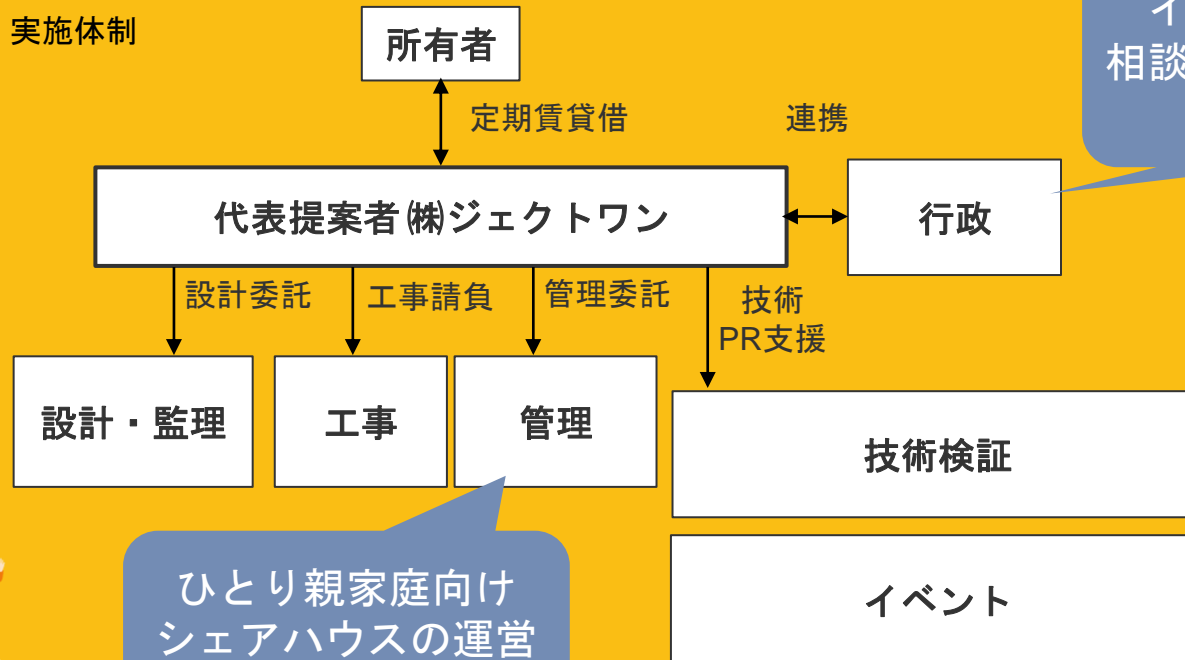 実施体制
所有者
イ
相談
定期賃貸借
連携
代表提案者㈱ジェクトワン
行政
設計委託
工事請負
管理委託
技術
PR支援
設計・監理
工事
管理
技術検証
ひとり親家庭向け
シェアハウスの運営
イベント